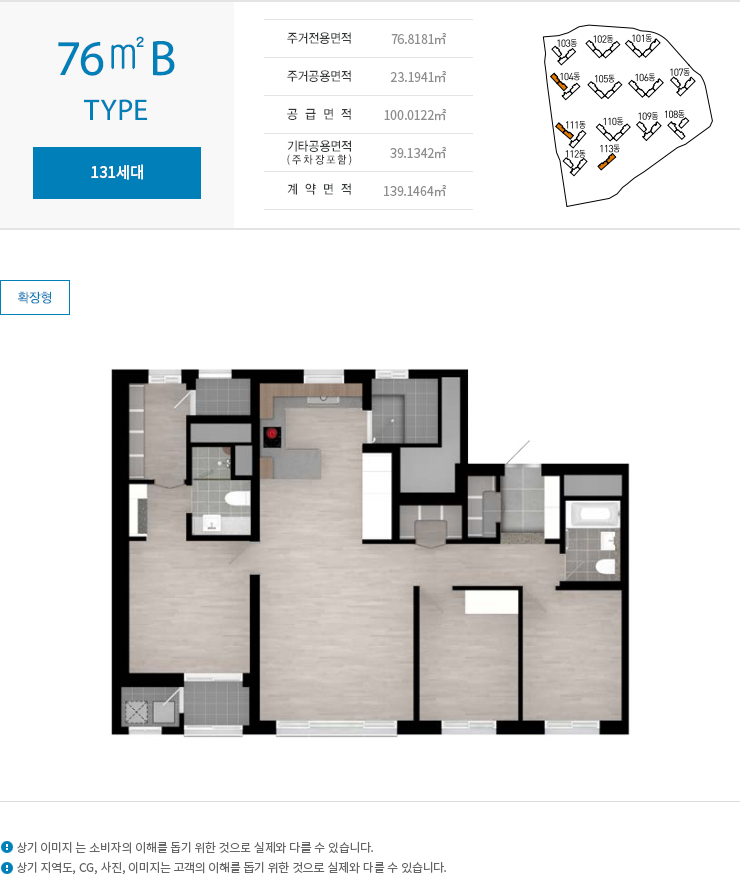 76㎡ B
TYPE
131세대
주거전용면적 76.8181㎡
주거공용면적 23.1941㎡
공 급 면 적 100.0122㎡
기타공용면적 39.1342㎡
(주차장포함)
계 약 면 적 139.1464㎡
103동 102동 101동
104동 105동 106동 107동
111동 110동 109동 108동
112동 113동
확장형
상기 이미지 는 소비자의 이해를 돕기 위한 것으로 실제와 다를 수 있습니다.
상기 지역도, CG, 사진, 이미지는 고객의 이해를 돕기 위한 것으로 실제와 다를 수 있습니다.